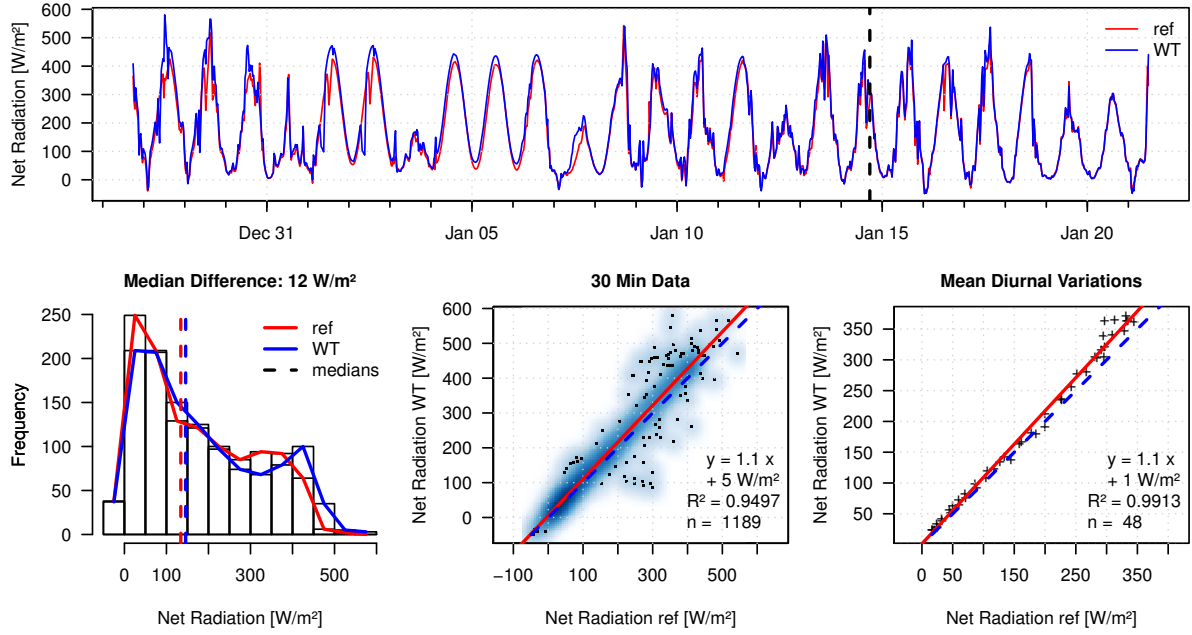 Net Radiation [W/m²]
600
500
400
300
200
100
0
ref
WT
Dec 31
Jan 05
Jan 10
Jan 15
Jan 20
Median Difference: 12 W/m²
Frequency
250
200
150
100
50
0
ref
WT
medians
0
100
300
500
Net Radiation [W/m²]
30 Min Data
Net Radiation WT [W/m²]
600
500
400
300
200
100
0
y = 1.1 x
+ 5 W/m²
R² = 0.9497
n = 1189
−100
0
100
200
300
400
500
Net Radiation ref [W/m²]
Mean Diurnal Variations
Net Radiation WT [W/m²]
350
300
250
200
150
100
50
y = 1.1 x
+ 1 W/m²
R² = 0.9913
n = 48
0
50
150
250
350
Net Radiation ref [W/m²]